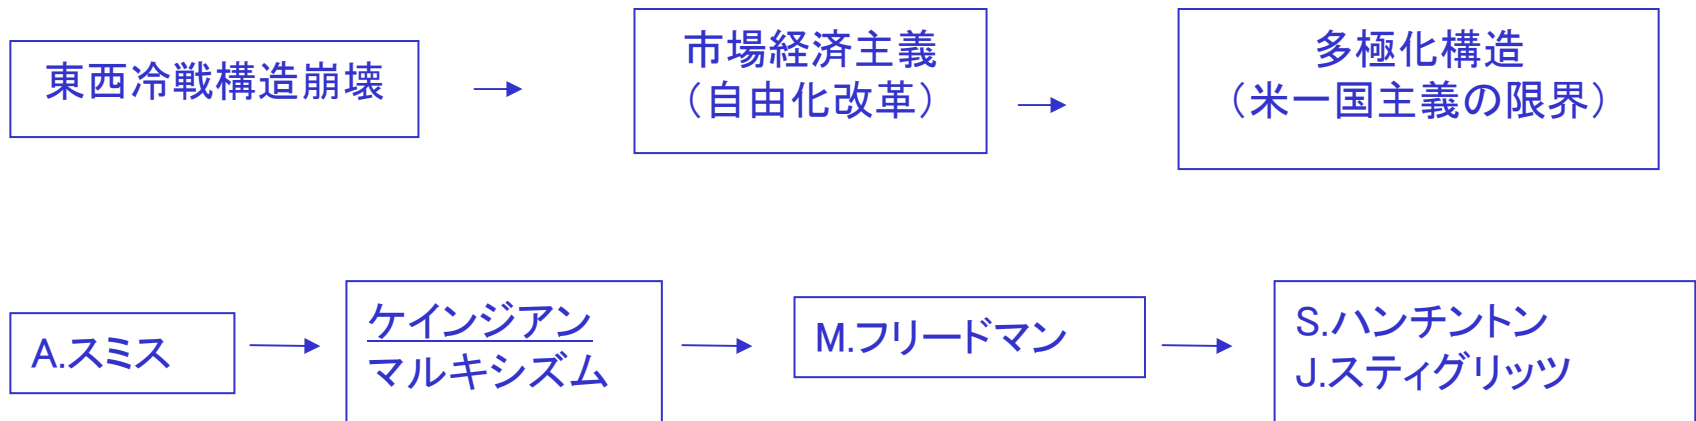 東西冷戦構造崩壊
市場経済主義
（自由化改革）
多極化構造
（米一国主義の限界）
A.スミス
ケインジアン
マルキシズム
M.フリードマン
S.ハンチントン
J.スティグリッツ